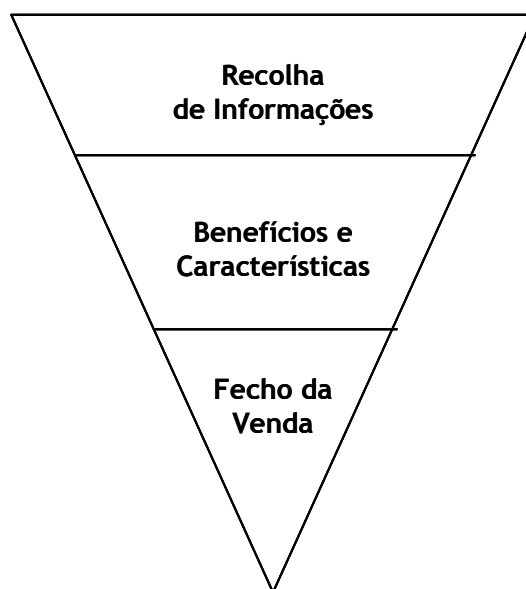 Recolha
de Informações
Benefícios e
Características
Fecho da
Venda